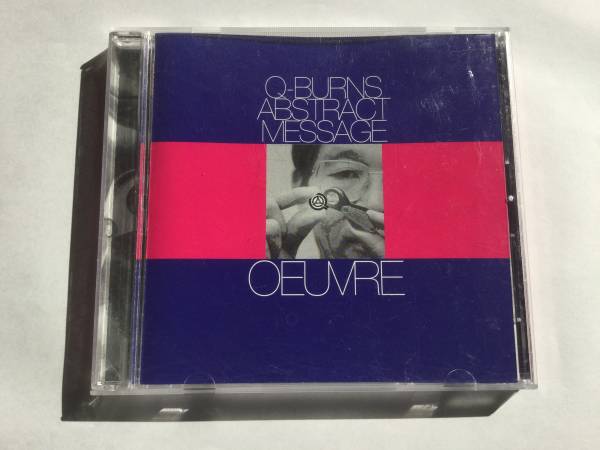 Q-BURNS
ABSTRACT
MESSAGE
OEUVRE